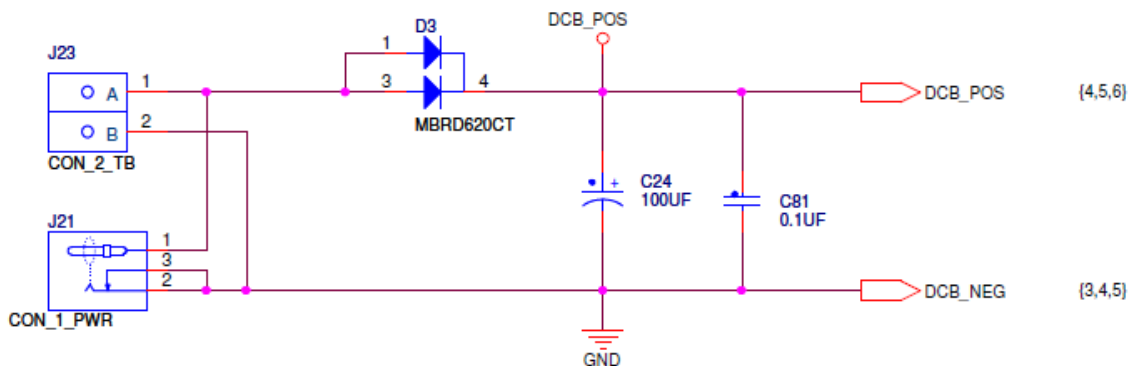 DCB_POS
D3
J23
1
A
1
3
4
DCB_POS
{4,5,6}
MBRD620CT
B
2
CON_2_TB
C24
100UF
+
C81
0.1UF
J21
1
3
2
DCB_NEG
{3,4,5}
CON_1_PWR
GND